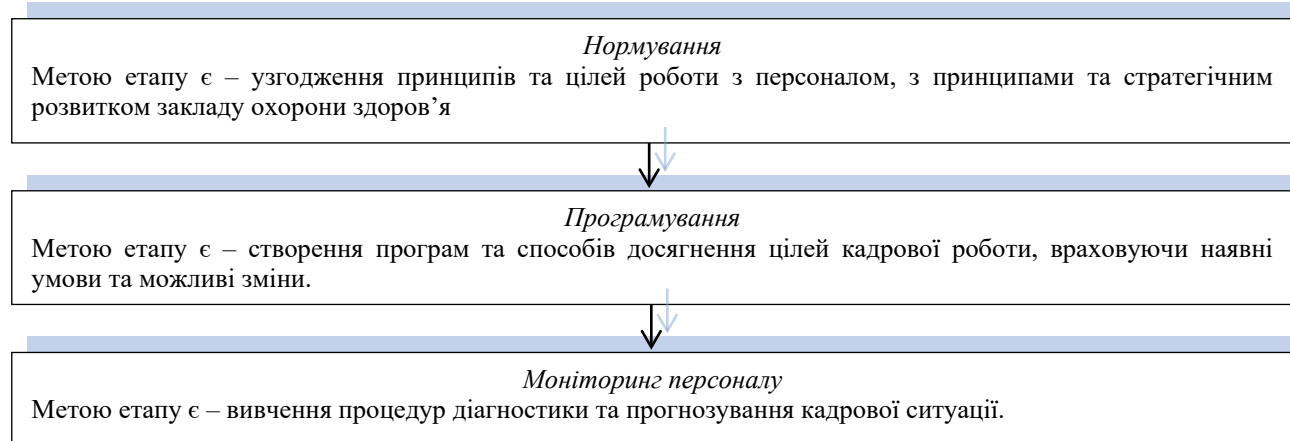 Нормування
Метою етапу є – узгодження принципів та цілей роботи з персоналом, з принципами та стратегічним
розвитком закладу охорони здоров’я
Програмування
Метою етапу є – створення програм та способів досягнення цілей кадрової роботи, враховуючи наявні
умови та можливі зміни.
Моніторинг персоналу
Метою етапу є – вивчення процедур діагностики та прогнозування кадрової ситуації.